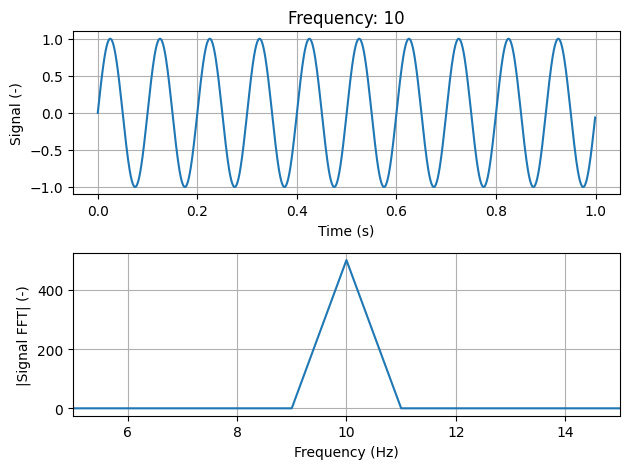 Frequency: 10
1.0
0.5
0.0
−0.5
−1.0
Signal (-)
0.0 0.2 0.4 0.6 0.8 1.0
Time (s)
400
200
0
|Signal FFT| (-)
6 8 10 12 14
Frequency (Hz)